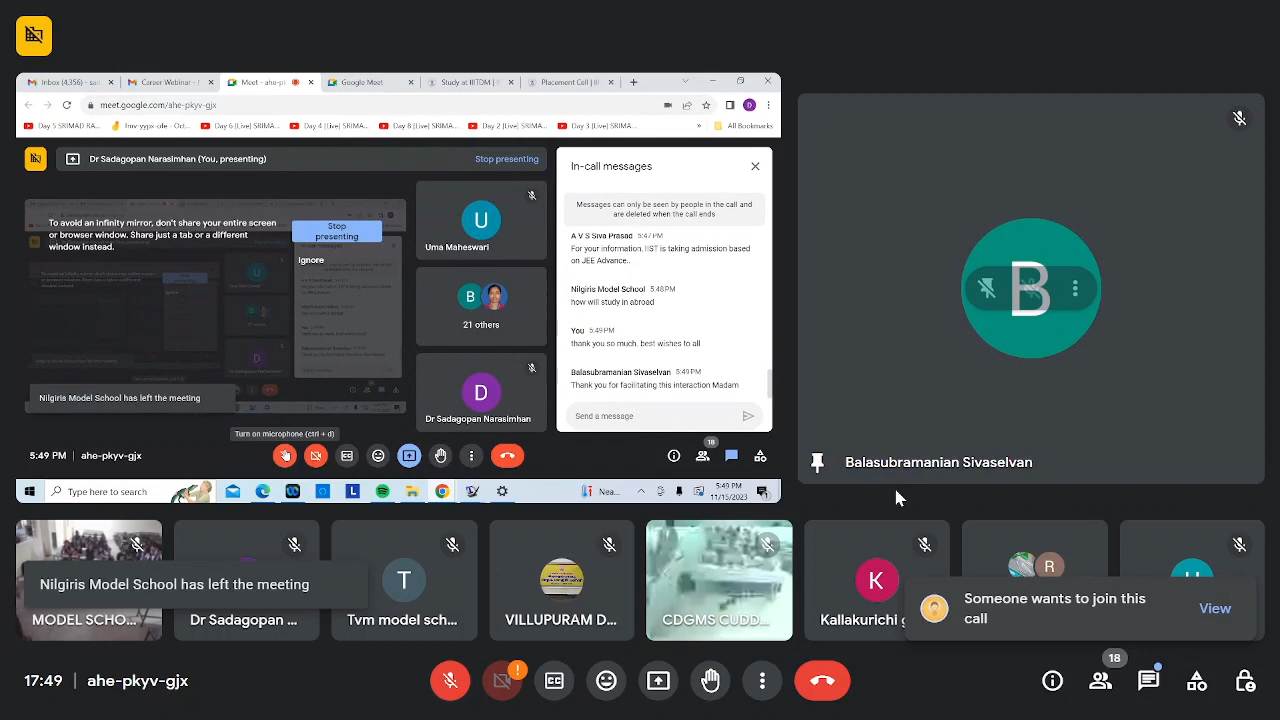 Inbox (4,356) - sa
Career Webinar - I
Meet - ahe-p
Google Meet
Study at IIITDM |
Placement Cell | II
meet.google.com/ahe-pkyv-gjx
D
Day 5 SRIMAD RA...
fmv-yypx-ofe - Oct...
Day 6 |Live| SRIMA...
Day 4 |Live| SRIMA...
Day 8 |Live| SRIMA...
Day 2 |Live| SRIMA...
Day 3 |Live| SRIMA...
»
All Bookmarks
Dr Sadagopan Narasimhan (You, presenting)
Stop presenting
To avoid an infinity mirror, don't share your entire screen
or browser window. Share just a tab or a different
window instead.
Stop
presenting
Ignore
Nilgiris Model School has left the meeting
Turn on microphone (ctrl + d)
U
Uma Maheswari
B
21 others
D
Dr Sadagopan Narasimhan
In-call messages
Messages can only be seen by people in the call and
are deleted when the call ends
A V S Siva Prasad 5:47 PM
For your information. IIST is taking admission based
on JEE Advance..
Nilgiris Model School 5:48 PM
how will study in abroad
You 5:49 PM
thank you so much. best wishes to all
Balasubramanian Sivaselvan 5:49 PM
Thank you for facilitating this interaction Madam
Send a message
5:49 PM | ahe-pkyv-gjx
18
Type here to search
L
Nea...
5:49 PM
11/15/2023
B
Balasubramanian Sivaselvan
Nilgiris Model School has left the meeting
MODEL SCHO...
Dr Sadagopan ...
T
Tvm model sch...
VILLUPURAM D...
CDGMS CUDD...
K
Kallakurichi
R
Someone wants to join this
call
View
17:49 | ahe-pkyv-gjx
18